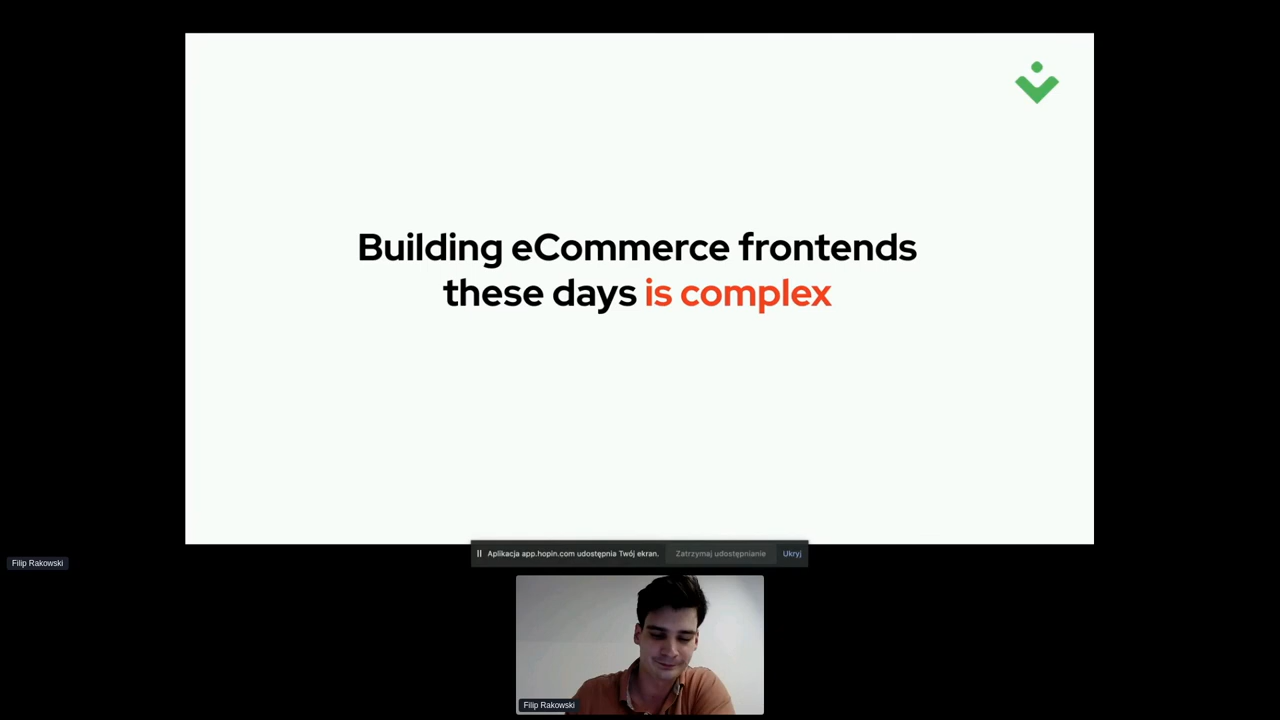 Building eCommerce frontends
these days is complex
Aplikacja app.hopin.com udostępnia Twój ekran. Zatrzymaj udostępnianie Ukryj
Filip Rakowski
Filip Rakowski